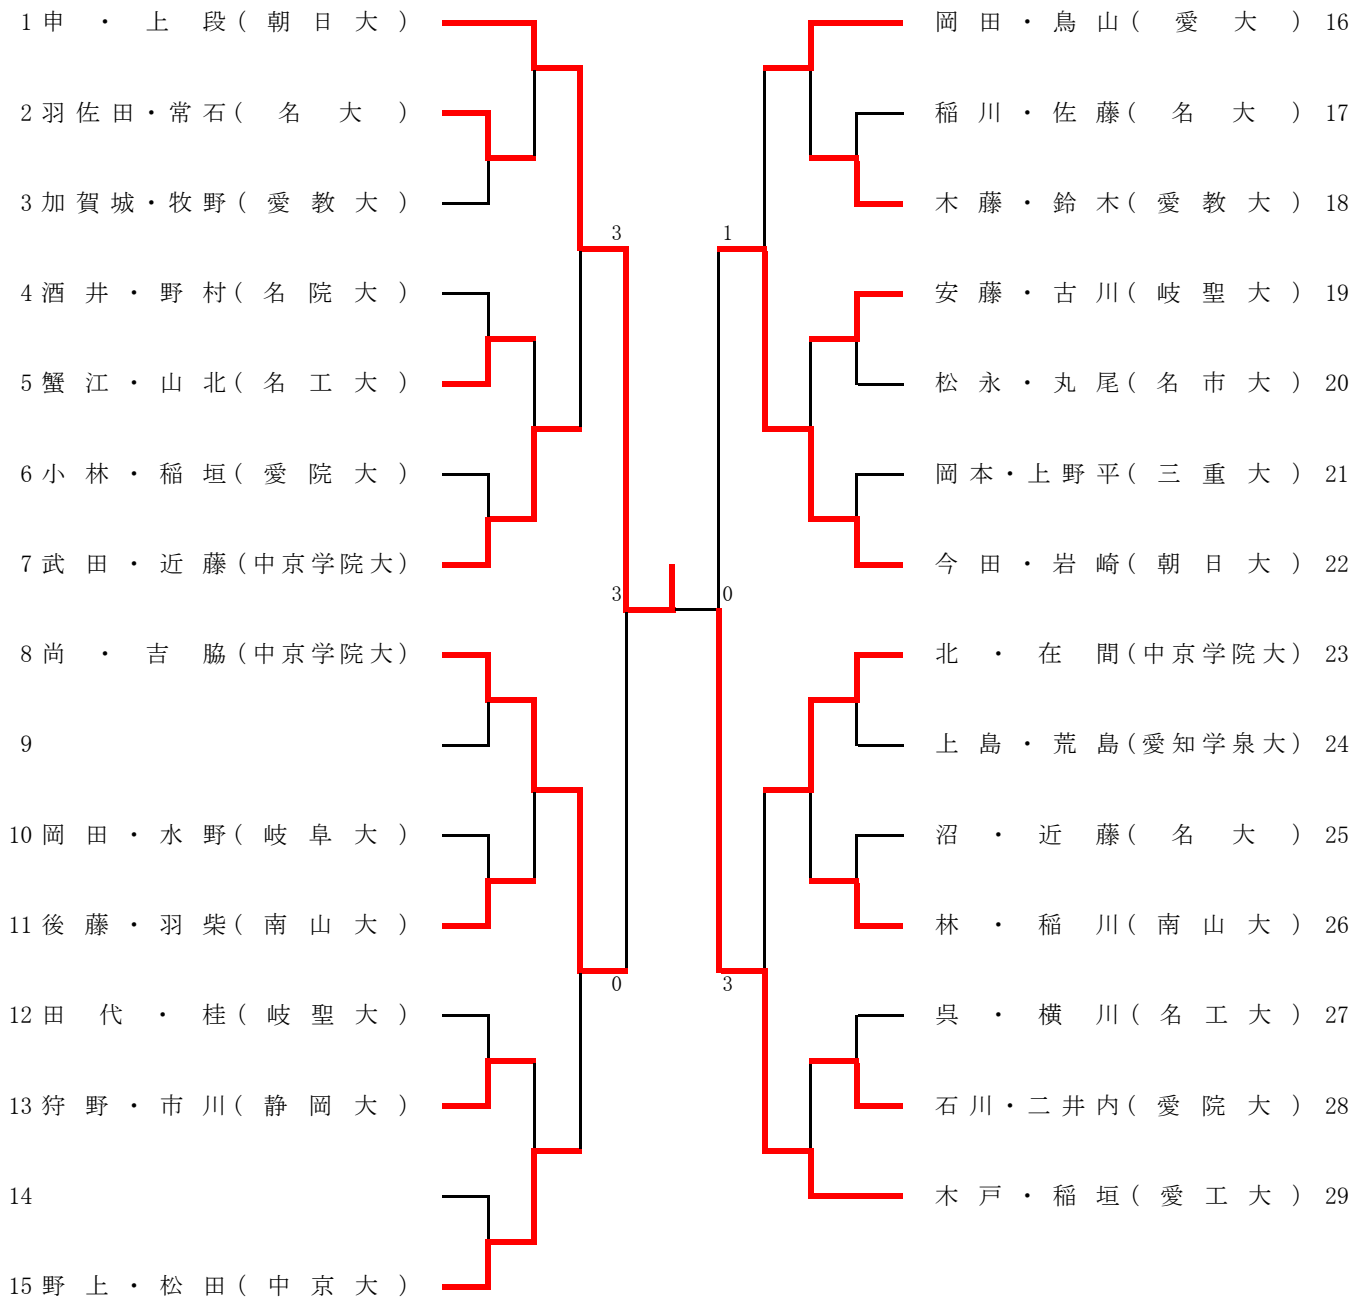 1 申・上段(朝日大)
2 羽佐田・常石(名大)
3 加賀城・牧野(愛教大)
4 酒井・野村(名院大)
5 蟹江・山北(名工大)
6 小林・稲垣(愛院大)
7 武田・近藤(中京学院大)
8 尚・吉脇(中京学院大)
9
10 岡田・水野(岐阜大)
11 後藤・羽柴(南山大)
12 田代・桂(岐聖大)
13 狩野・市川(静岡大)
14
15 野上・松田(中京大)
3
3
0
1
0
3
岡田・鳥山(愛大) 16
稲川・佐藤(名大) 17
木藤・鈴木(愛教大) 18
安藤・古川(岐聖大) 19
松永・丸尾(名市大) 20
岡本・上野平(三重大) 21
今田・岩崎(朝日大) 22
北・在間(中京学院大) 23
上島・荒島(愛知学泉大) 24
沼・近藤(名大) 25
林・稲川(南山大) 26
呉・横川(名工大) 27
石川・二井内(愛院大) 28
木戸・稲垣(愛工大) 29